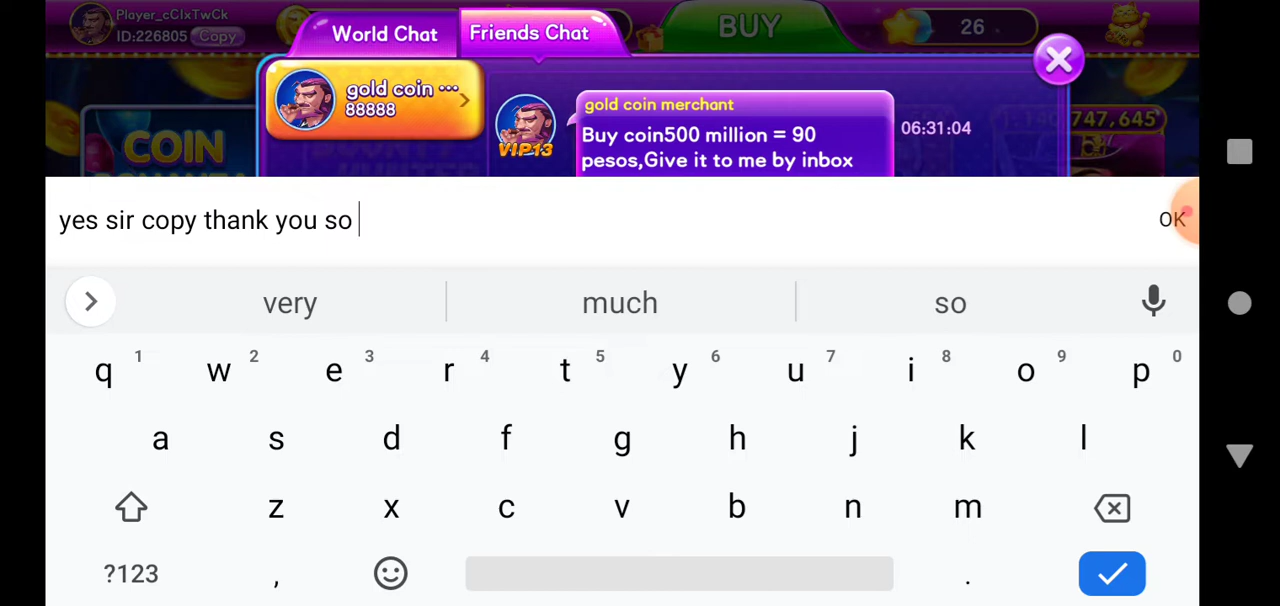 Player_cCIxTwCk
ID:226805 Copy
World Chat
Friends Chat
BUY
26
gold coin •••
88888
gold coin merchant
Buy coin500 million = 90
pesos,Give it to me by inbox
06:31:04
VIP13
COIN
747,645
yes sir copy thank you so
OK
very
much
so
q 1 w 2 e 3 r 4 t 5 y 6 u 7 i 8 o 9 p 0
a s d f g h j k l
z x c v b n m
?123 , .